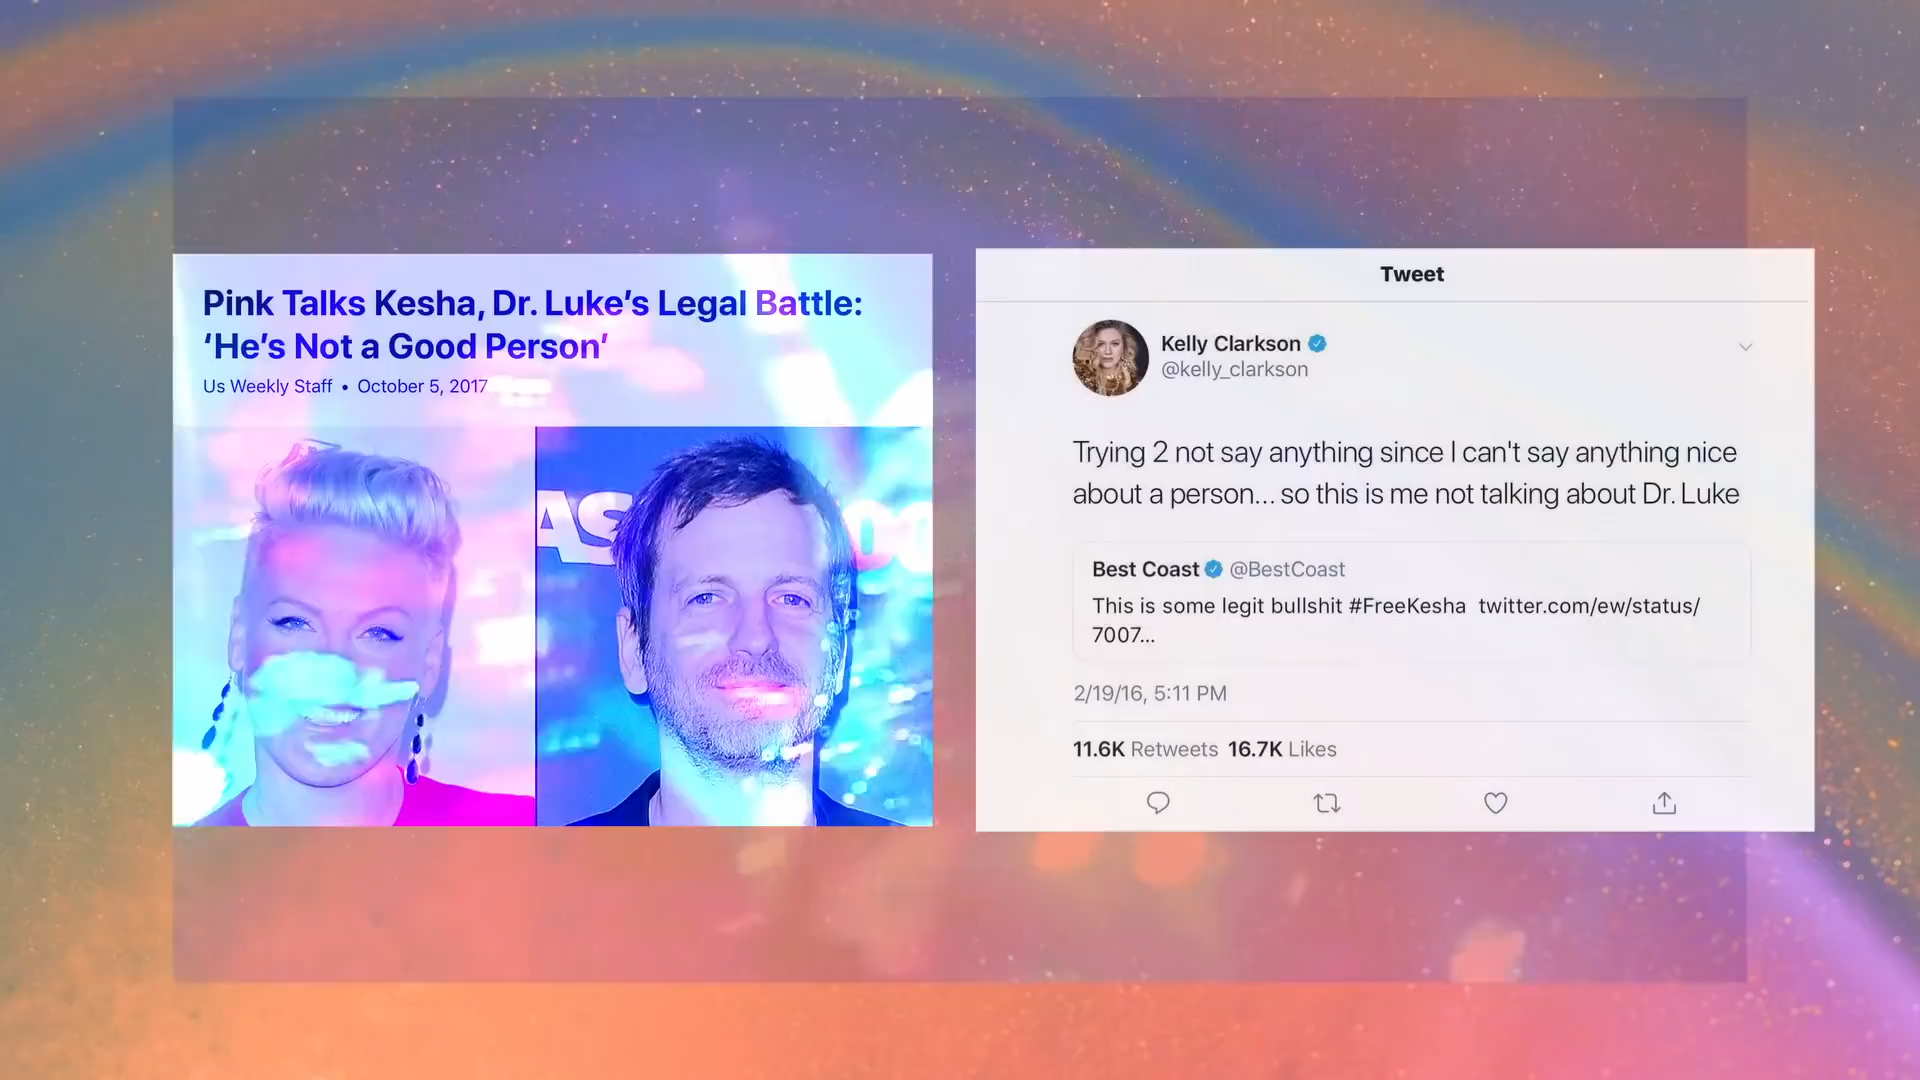 Pink Talks Kesha, Dr. Luke's Legal Battle:
'He's Not a Good Person'
Us Weekly Staff • October 5, 2017
AS
Tweet
Kelly Clarkson
@kelly_clarkson
Trying 2 not say anything since I can't say anything nice
about a person... so this is me not talking about Dr. Luke
Best Coast @BestCoast
This is some legit bullshit #FreeKesha twitter.com/ew/status/
7007...
2/19/16, 5:11 PM
11.6K Retweets 16.7K Likes